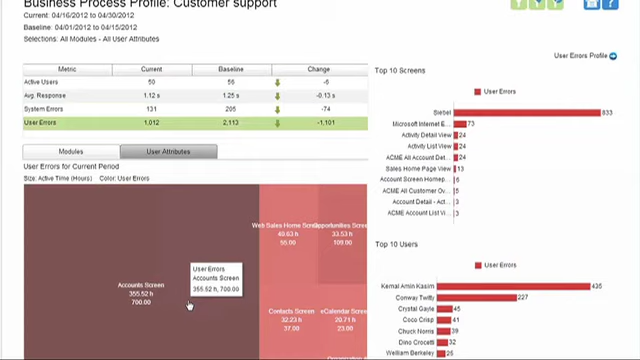 Business Process Profile: Customer support
Current: 04/16/2012 to 04/30/2012
Baseline: 04/01/2012 to 04/15/2012
Selections: All Modules - All User Attributes
User Errors Profile
Metric Current Baseline Change
Active Users 50 56 -6
Avg. Response 1.12 s 1.25 s -0.13 s
System Errors 131 205 -74
User Errors 1,012 2,113 -1,101
Modules User Attributes
User Errors for Current Period
Size: Active Time (Hours) Color: User Errors
Accounts Screen
355.52 h
700.00
User Errors
Accounts Screen
355.52 h, 700.00
Web Sales Home Scre
40.63 h
55.00
Opportunities Scree
33.53 h
109.00
Contacts Screen
32.23 h
37.00
eCalendar Screen
20.71 h
23.00
Top 10 Screens
User Errors
Siebel 833
Microsoft Internet E... 73
Activity Detail View 24
Activity List View 24
ACME All Account Det... 24
Sales Home Page View 13
Account Screen Homep... 6
ACME All Customer Ov... 5
Account Detail - Act... 3
ACME Account List Vi... 3
Top 10 Users
User Errors
Kemal Amin Kasim 435
Conway Twitty 227
Crystal Gayle 45
Coco Crisp 41
Chuck Norris 39
Dino Crocetti 32
William Berkeley 25